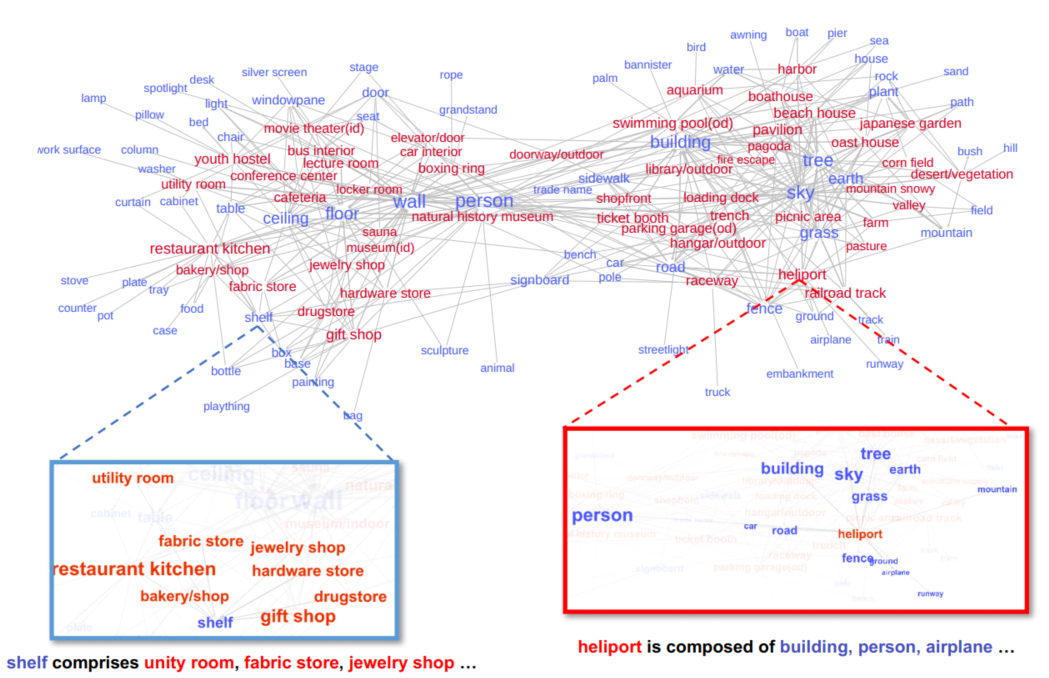 awning
boat
pier
sea
bird
house
bannister
water
harbor
rock
sand
palm
aquarium
boathouse
plant
path
beach house
swimming pool(od)
pavilion
japanese garden
building
pagoda
oast house
bush
hill
doorway/outdoor
fire escape
tree
corn field
library/outdoor
earth
desert/vegetation
sidewalk
sky
mountain snowy
trade name
shopfront
loading dock
valley
field
ticket booth
trench
picnic area
farm
parking garage(od)
grass
mountain
hangar/outdoor
pasture
bench
car
road
pole
signboard
raceway
heliport
railroad track
fence
ground
track
airplane
train
streetlight
runway
embankment
truck
stage
silver screen
rope
desk
spotlight
door
lamp
light
windowpane
grandstand
pillow
seat
bed
movie theater(id)
elevator/door
chair
work surface
column
bus interior
car interior
youth hostel
lecture room
boxing ring
washer
conference center
utility room
locker room
curtain
cabinet
cafeteria
wall
person
table
ceiling
floor
natural history museum
sauna
restaurant kitchen
museum(id)
bakery/shop
jewelry shop
stove
plate
fabric store
tray
hardware store
counter
pot
food
shelf
drugstore
case
gift shop
box
base
sculpture
bottle
painting
animal
plaything
bag
utility room
ceiling
floor
wall
natura
cabinet
table
museum/indoor
fabric store
jewelry shop
restaurant kitchen
hardware store
bakery/shop
drugstore
shelf
gift shop
plate
swimming pool(od)
desert/vegetation
tree
building
sky
earth
grass
mountain
person
car
road
heliport
hangar/outdoor
ticket booth
raceway
signboard
parking garage(od)
fence
ground
airplane
runway
shelf comprises unity room, fabric store, jewelry shop …
heliport is composed of building, person, airplane …